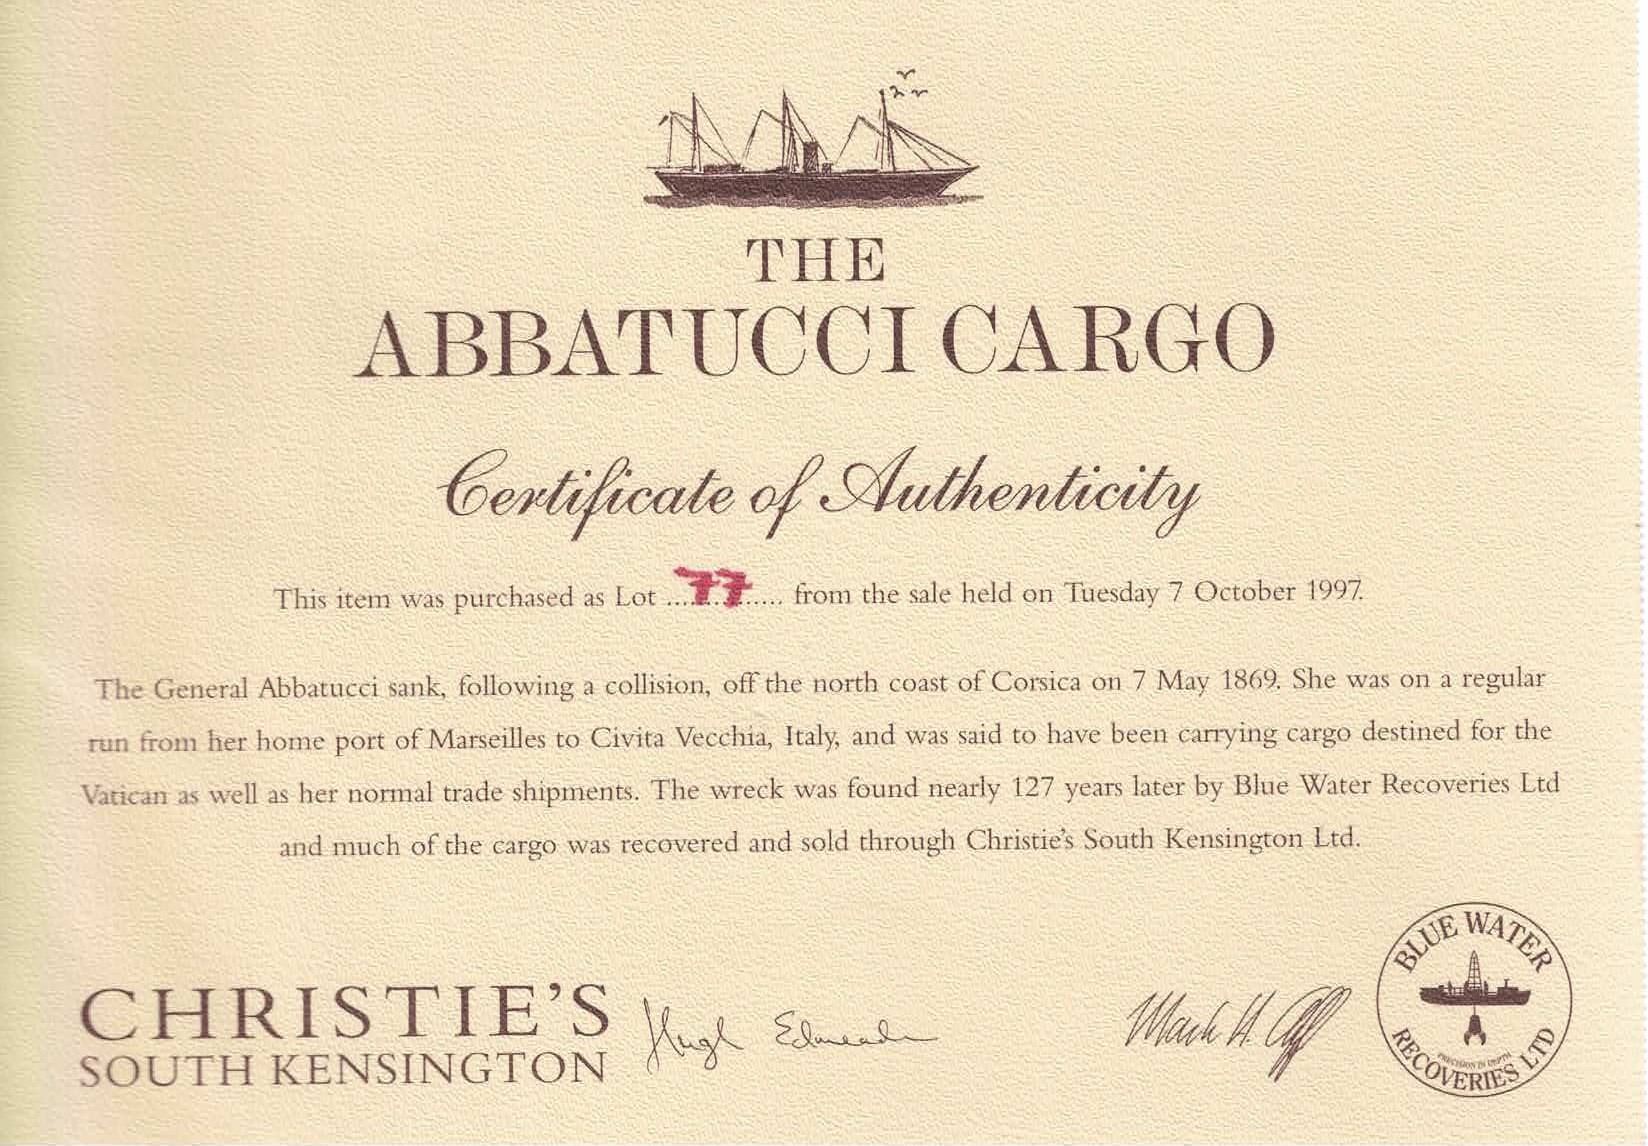 THE
ABBATUCCI CARGO
Certificate of Authenticity
This item was purchased as Lot ....77..... from the sale held on Tuesday 7 October 1997.
The General Abbatucci sank, following a collision, off the north coast of Corsica on 7 May 1869. She was on a regular
run from her home port of Marseilles to Civita Vecchia, Italy, and was said to have been carrying cargo destined for the
Vatican as well as her normal trade shipments. The wreck was found nearly 127 years later by Blue Water Recoveries Ltd
and much of the cargo was recovered and sold through Christie's South Kensington Ltd.
CHRISTIE'S
SOUTH KENSINGTON
Hugh Edmeades
Mark H.
BLUE WATER
PRECISION IN DEPTH
RECOVERIES LTD